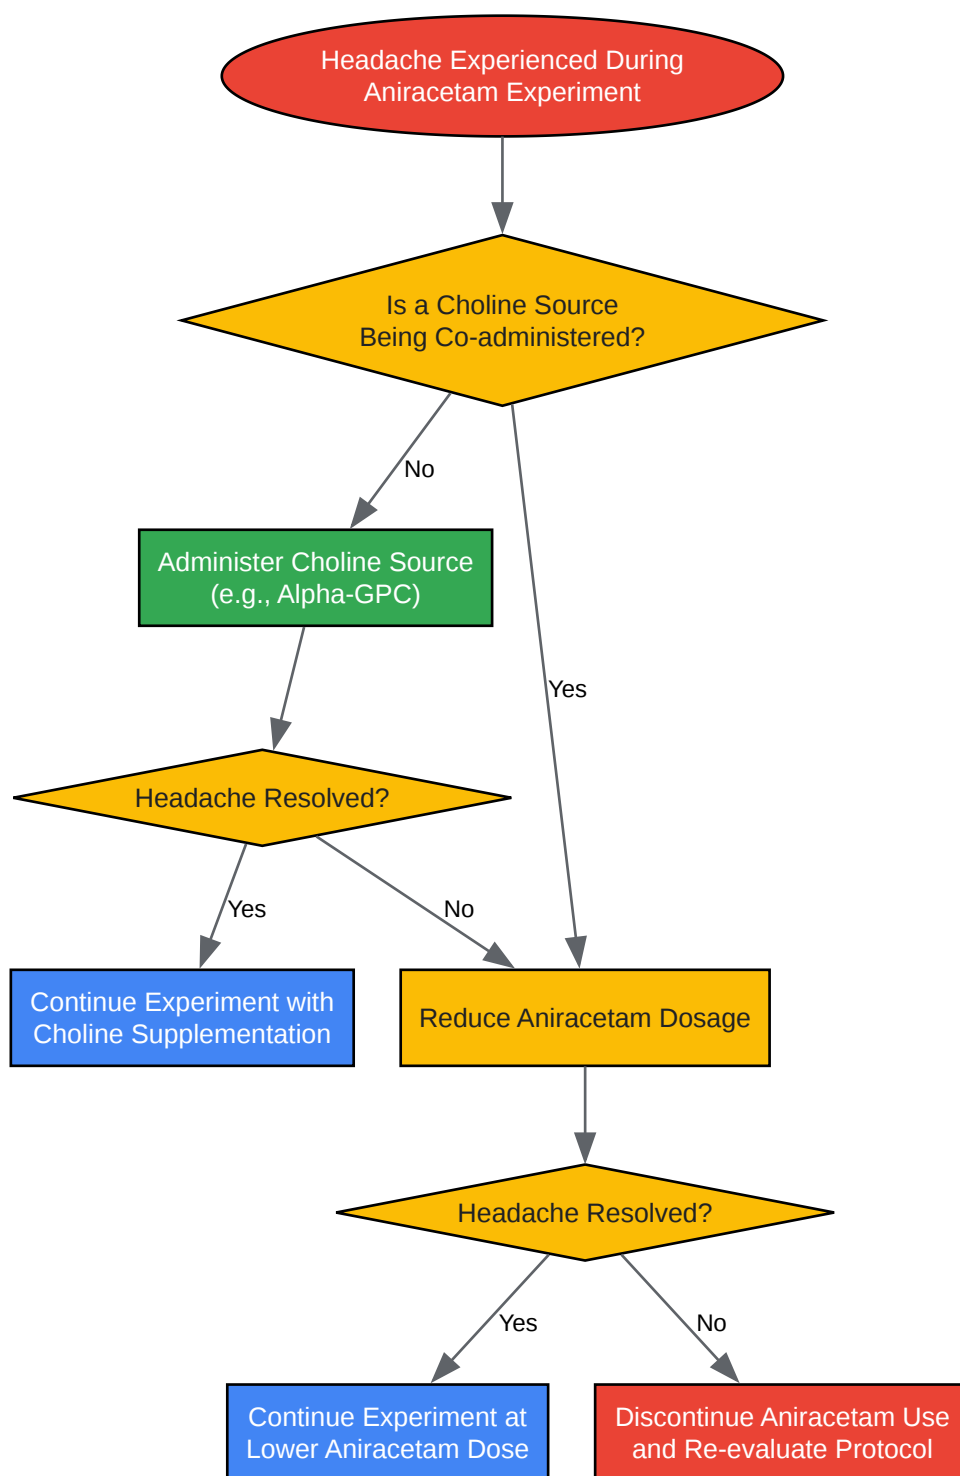 Headache Experienced During
Aniracetam Experiment
Is a Choline Source
Being Co-administered?
No
Administer Choline Source
(e.g., Alpha-GPC)
Yes
Headache Resolved?
Yes
No
Continue Experiment with
Choline Supplementation
Reduce Aniracetam Dosage
Headache Resolved?
Yes
No
Continue Experiment at
Lower Aniracetam Dose
Discontinue Aniracetam Use
and Re-evaluate Protocol